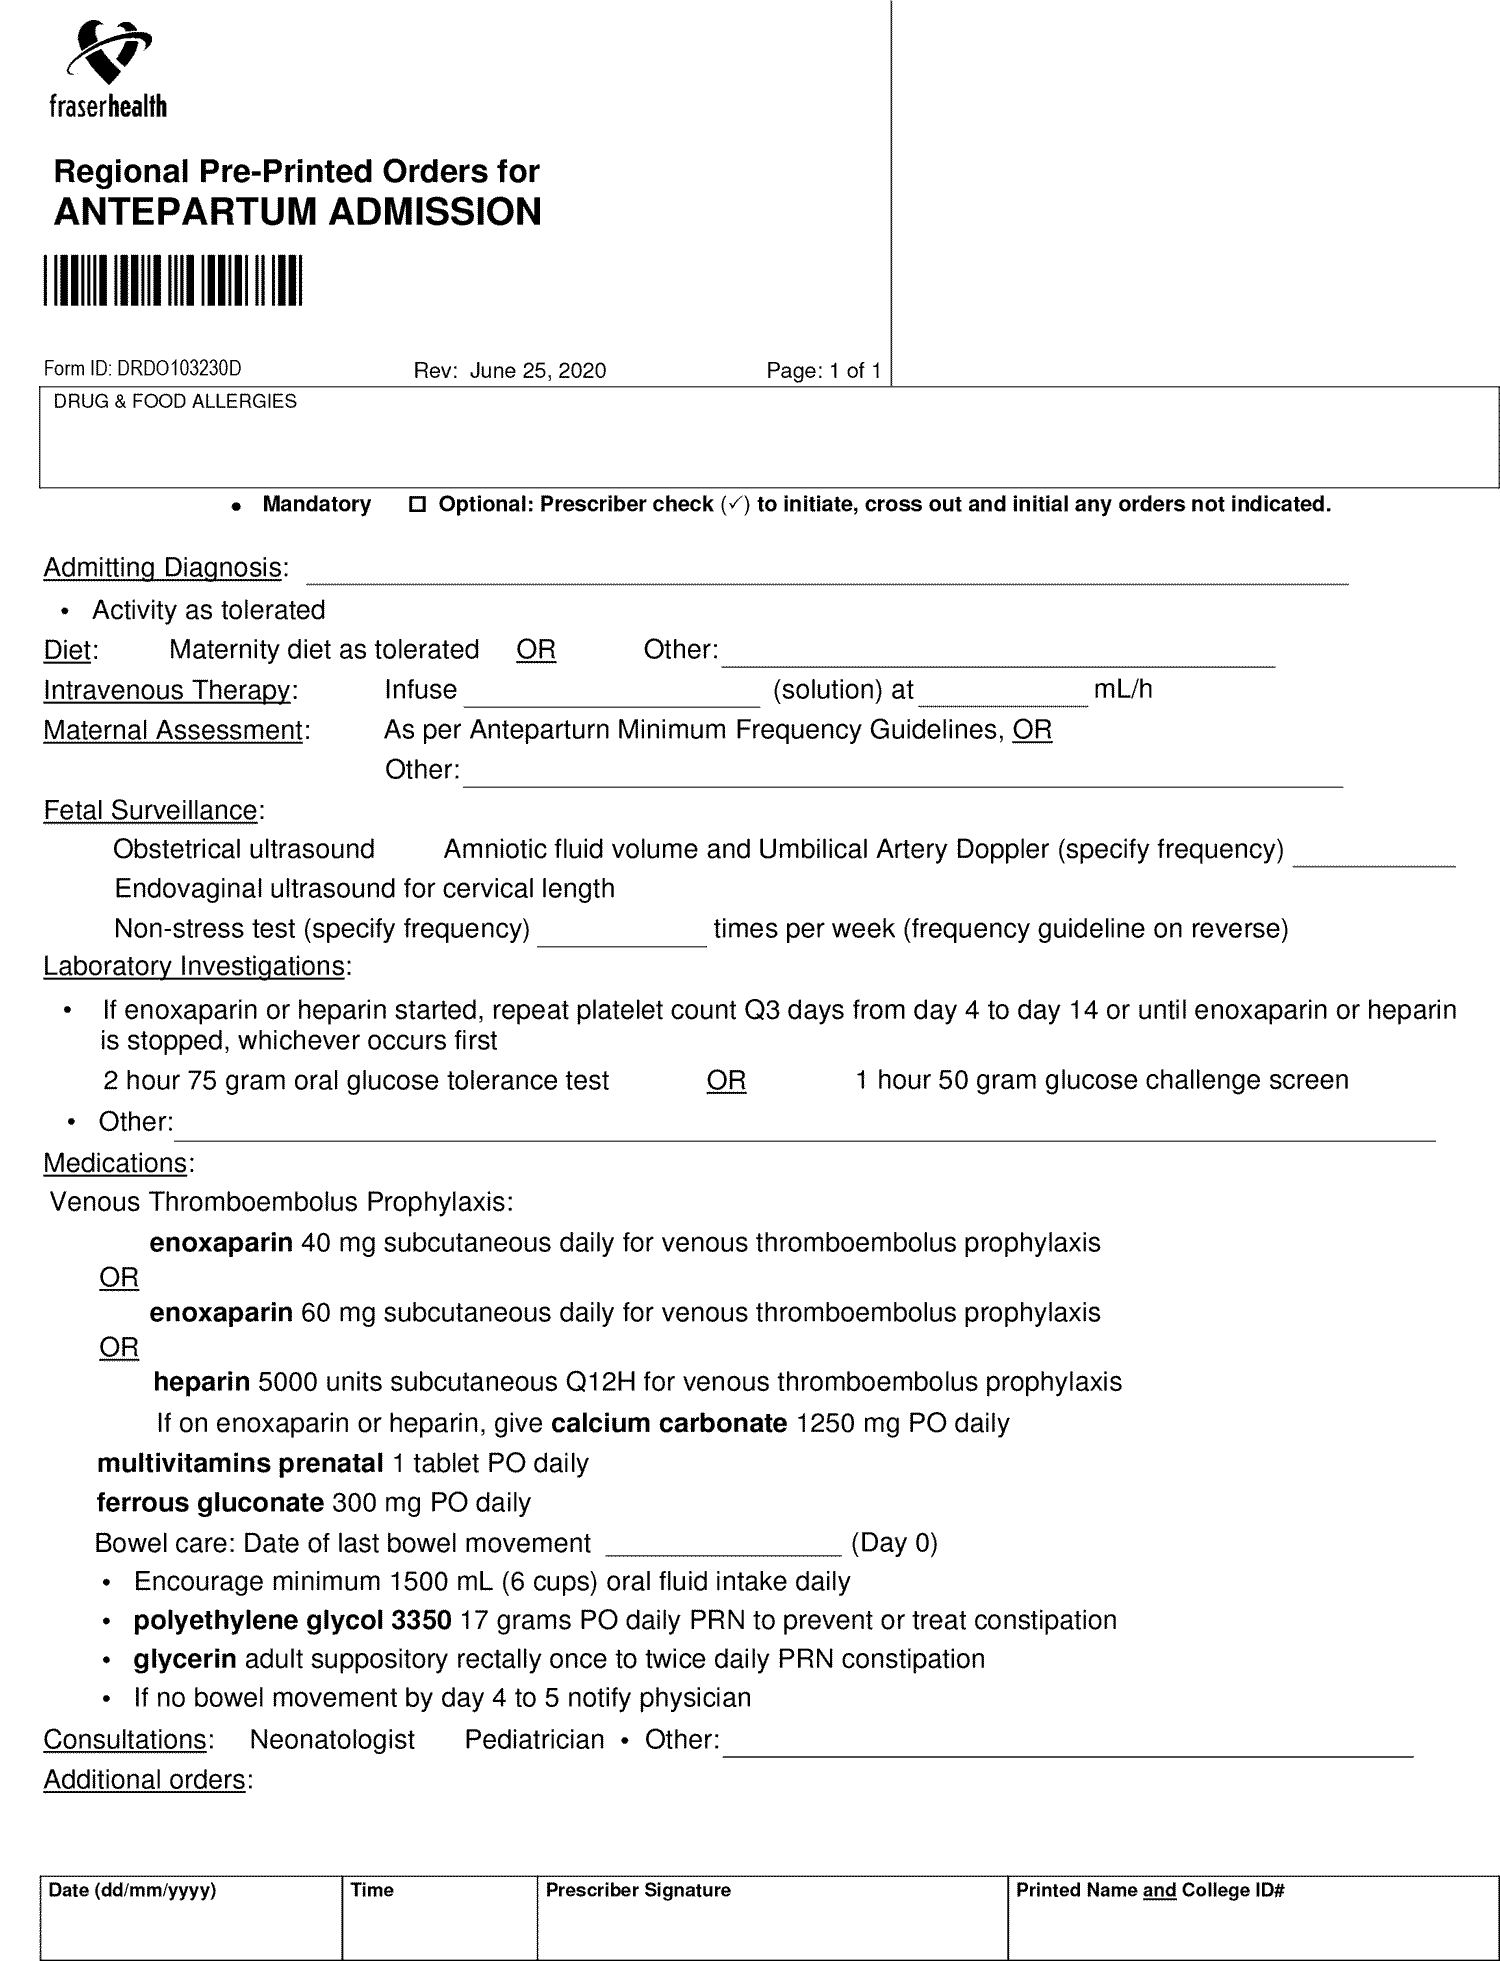 fraserhealth
Regional Pre-Printed Orders for
ANTEPARTUM ADMISSION
Form ID: DRDO103230D Rev: June 25, 2020 Page: 1 of 1
DRUG & FOOD ALLERGIES
• Mandatory ☐ Optional: Prescriber check (✓) to initiate, cross out and initial any orders not indicated.
Admitting Diagnosis:
• Activity as tolerated
Diet: Maternity diet as tolerated OR Other:
Intravenous Therapy: Infuse (solution) at mL/h
Maternal Assessment: As per Anteparturn Minimum Frequency Guidelines, OR
Other:
Fetal Surveillance:
Obstetrical ultrasound Amniotic fluid volume and Umbilical Artery Doppler (specify frequency)
Endovaginal ultrasound for cervical length
Non-stress test (specify frequency) times per week (frequency guideline on reverse)
Laboratory Investigations:
• If enoxaparin or heparin started, repeat platelet count Q3 days from day 4 to day 14 or until enoxaparin or heparin
is stopped, whichever occurs first
2 hour 75 gram oral glucose tolerance test OR 1 hour 50 gram glucose challenge screen
• Other:
Medications:
Venous Thromboembolus Prophylaxis:
enoxaparin 40 mg subcutaneous daily for venous thromboembolus prophylaxis
OR
enoxaparin 60 mg subcutaneous daily for venous thromboembolus prophylaxis
OR
heparin 5000 units subcutaneous Q12H for venous thromboembolus prophylaxis
If on enoxaparin or heparin, give calcium carbonate 1250 mg PO daily
multivitamins prenatal 1 tablet PO daily
ferrous gluconate 300 mg PO daily
Bowel care: Date of last bowel movement (Day 0)
• Encourage minimum 1500 mL (6 cups) oral fluid intake daily
• polyethylene glycol 3350 17 grams PO daily PRN to prevent or treat constipation
• glycerin adult suppository rectally once to twice daily PRN constipation
• If no bowel movement by day 4 to 5 notify physician
Consultations: Neonatologist Pediatrician • Other:
Additional orders:
Date (dd/mm/yyyy) Time Prescriber Signature Printed Name and College ID#